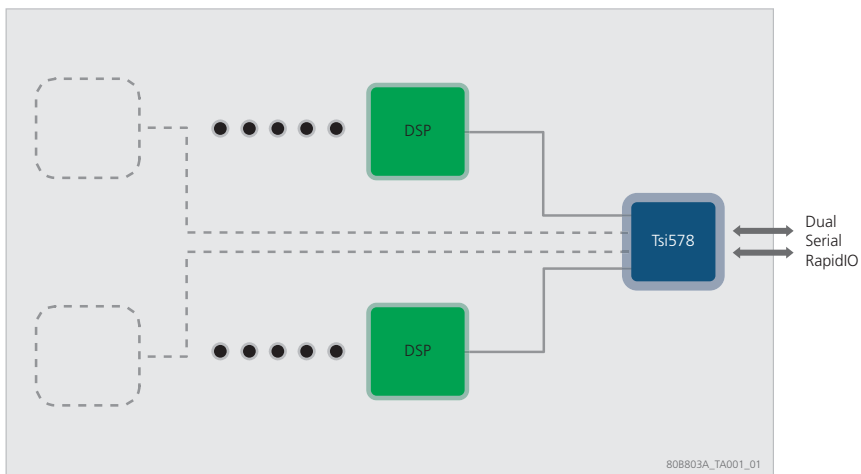 DSP
Tsi578
Dual
Serial
RapidIO
DSP
80B803A_TA001_01